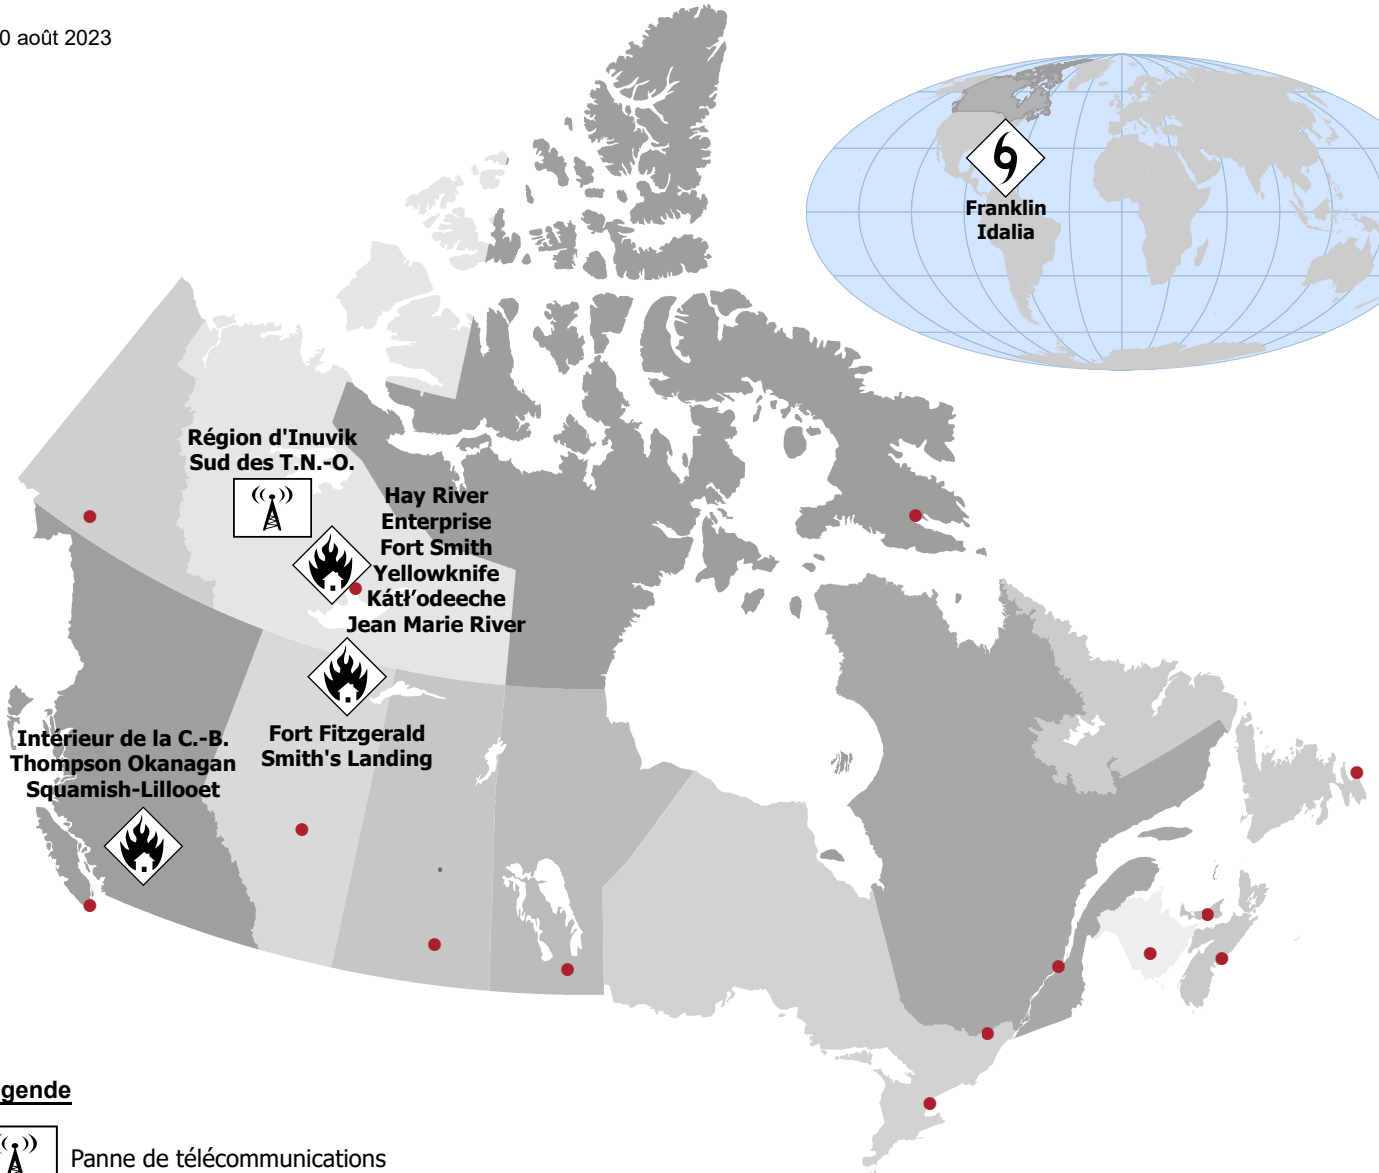 0 août 2023
Franklin
Idalia
Région d'Inuvik
Sud des T.N.-O.
Hay River
Enterprise
Fort Smith
Yellowknife
Kátł’odeeche
Jean Marie River
Fort Fitzgerald
Smith's Landing
Intérieur de la C.-B.
Thompson Okanagan
Squamish-Lillooet
gende
Panne de télécommunications